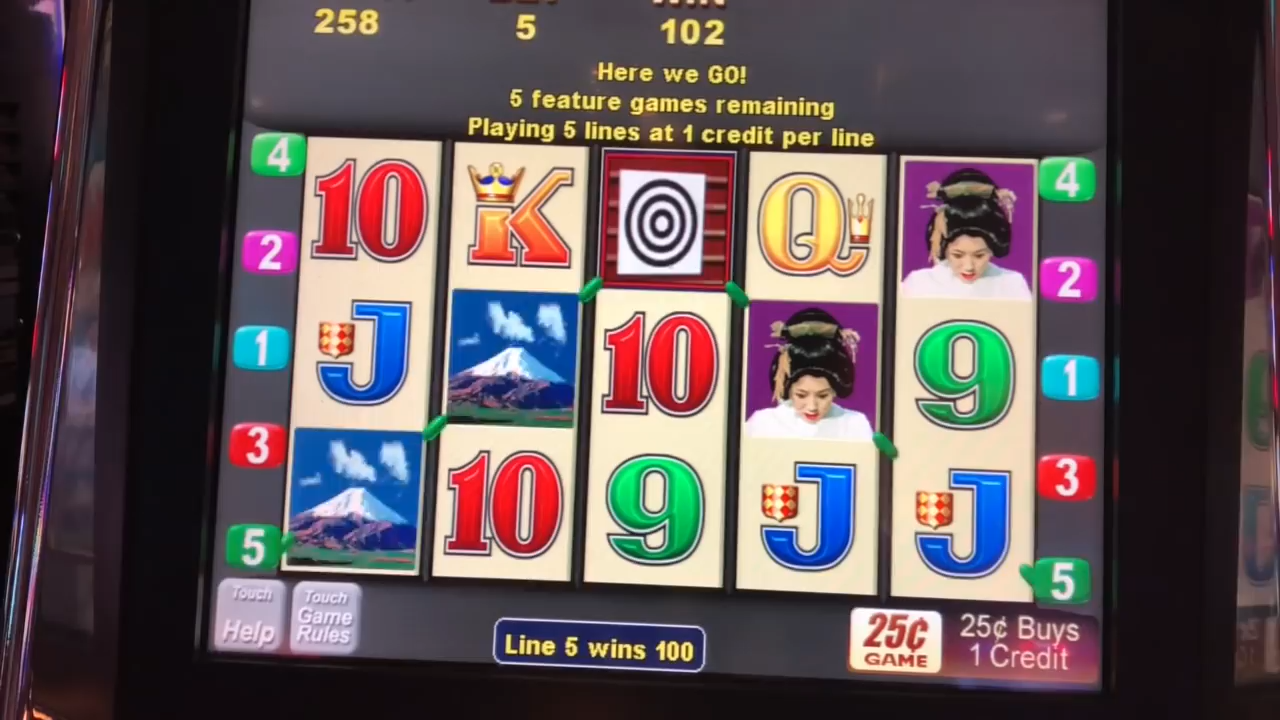 258 5 102
Here we GO!
5 feature games remaining
Playing 5 lines at 1 credit per line
4 10 K Q 4
2 2
J 10 9
1 1
3 10 9 J J 3
5 5
Touch Help
Touch Game Rules
Line 5 wins 100
25¢ GAME
25¢ Buys
1 Credit